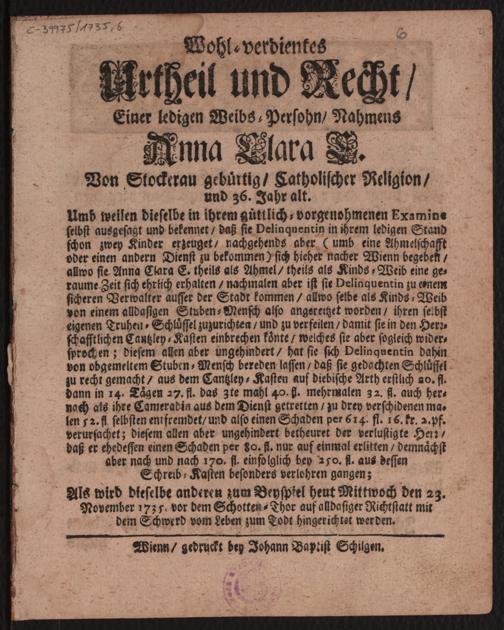 C-39975/1735,6
6
Wohl-verdientes
Urtheil und Recht/
Einer ledigen Weibs-Persohn/ Nahmens
Anna Clara E.
Von Stockerau gebürtig/ Catholischer Religion/
und 36. Jahr alt.
Umb weilen dieselbe in ihrem güttlich-vorgenohmenen Examine
selbst ausgesagt und bekennet/ daß sie Delinquentin in ihrem ledigen Stand
schon zwey Kinder erzeuget/ nachgehends aber (umb eine Ahmelschafft
oder einen andern Dienst zu bekommen) sich hieher nacher Wienn begeben/
allwo sie Anna Clara E. theils als Ahmel/ theils als Kinds-Weib eine ge-
raume Zeit sich ehrlich erhalten/ nachmalen aber ist sie Delinquentin zu einem
sicheren Verwalter ausser der Stadt kommen/ allwo selbe als Kinds-Weib
von einem alldasigen Stuben-Mensch also angereitzet worden/ ihren selbst
eigenen Truhen-Schlüssel zuzurichten/ und zu verfeilen/ damit sie in den Herr-
schafftlichen Cantzley-Kasten einbrechen könte/ welches sie aber sogleich wider-
sprochen; diesem allen aber ungehindert/ hat sie sich Delinquentin dahin
von obgemeltem Stuben-Mensch bereden lassen/ daß sie gedachten Schlüssel
zu recht gemacht/ aus dem Cantzley-Kasten auf diebische Arth erstlich 20. fl.
dann in 14. Tägen 27. fl. das 3te mahl 40. fl. mehrmalen 32. fl. auch her-
nach als ihre Cameradin aus dem Dienst getretten/ zu drey verschidenen ma-
len 52. fl. selbsten entfremdet/ und also einen Schaden per 614. fl. 16. kr. 2. pf.
verursachet; diesem allen aber ungehindert betheuret der verlustigte Herr/
daß er ehedessen einen Schaden per 80. fl. nur auf einmal erlitten/ demnächst
aber nach und nach 170. fl. einfolglich bey 250. fl. aus dessen
Schreib-Kasten besonders verlohren gangen;
Als wird dieselbe anderen zum Beyspiel heut Mittwoch den 23.
November 1735. vor dem Schotten-Thor auf alldasiger Richtstatt mit
dem Schwerd vom Leben zum Todt hingerichtet werden.
Wienn/ gedruckt bey Johann Baptist Schilgen.